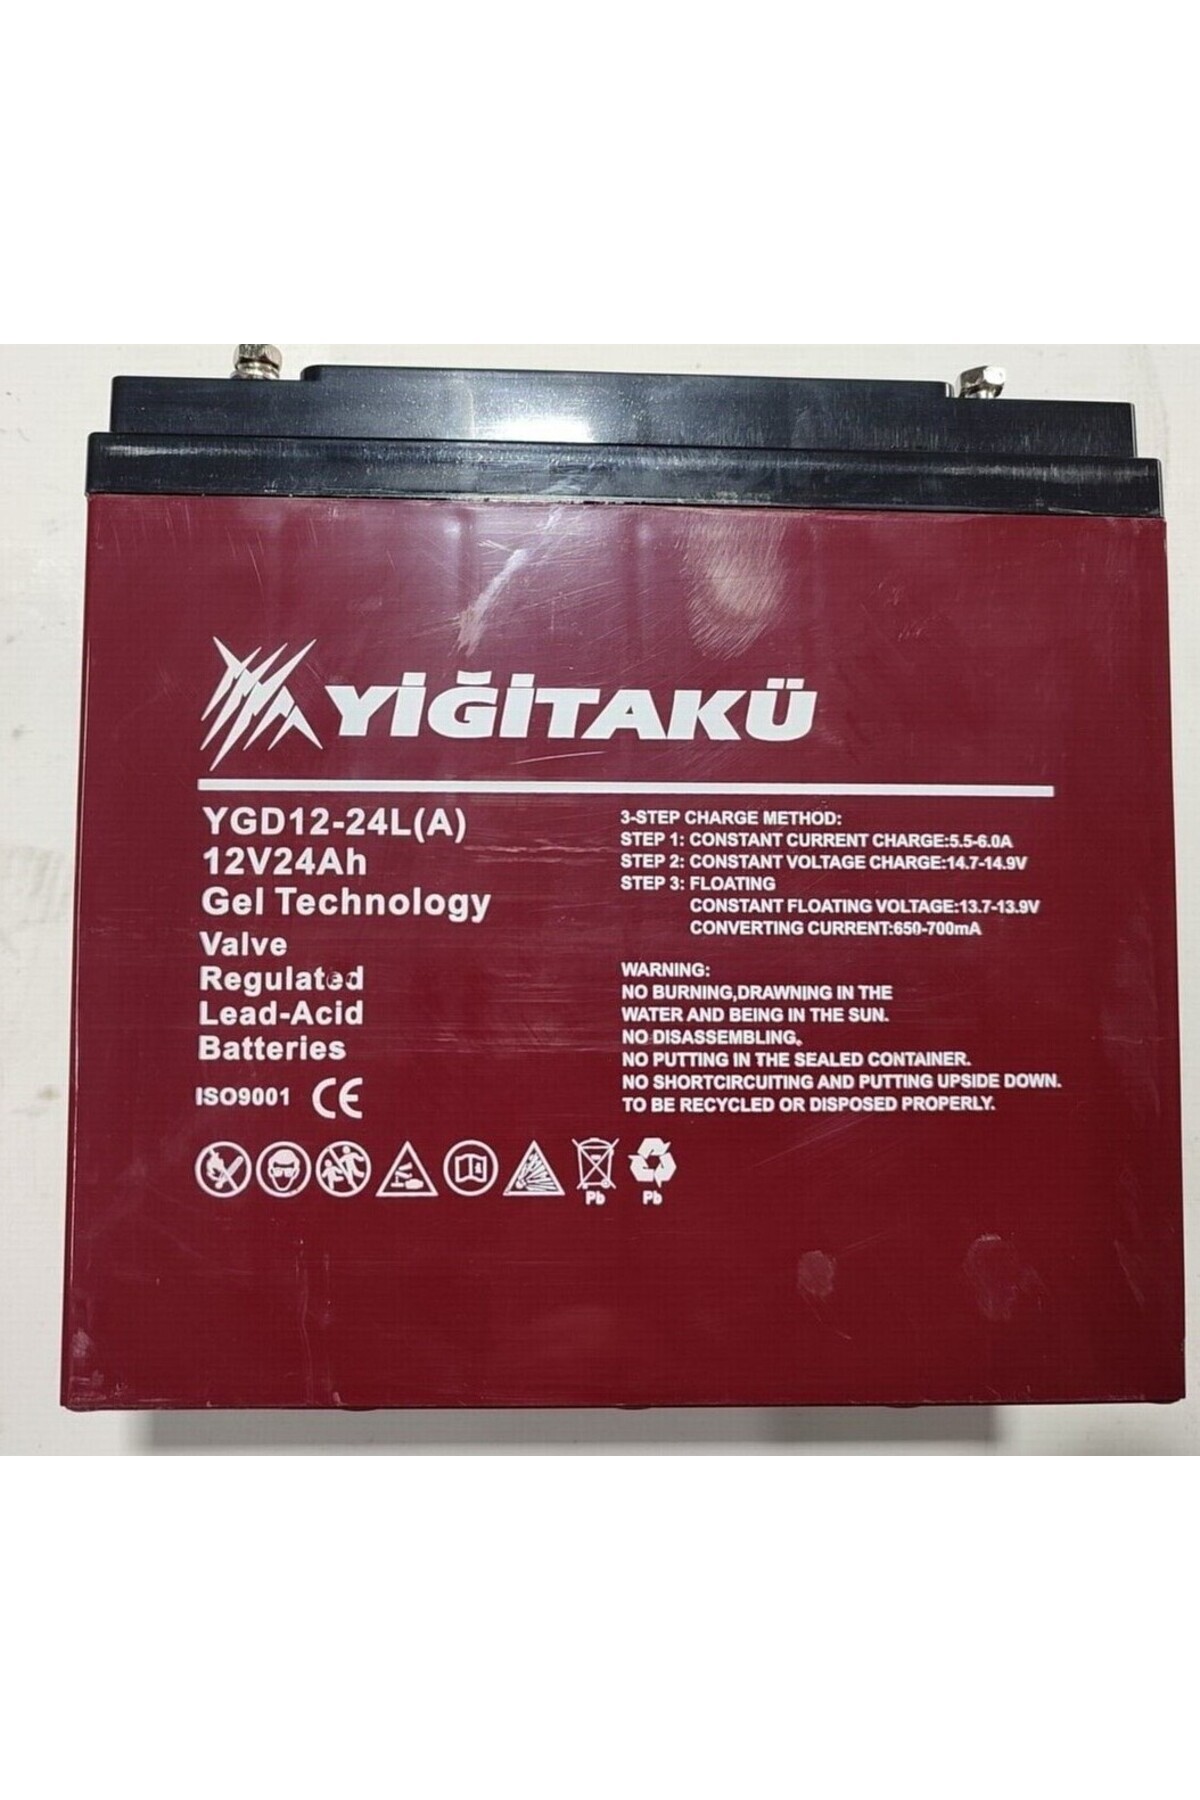 YİĞİTAKÜ
YGD12-24L(A)
12V24Ah
Gel Technology
Valve
Regulated
Lead-Acid
Batteries
ISO9001 CE
3-STEP CHARGE METHOD:
STEP 1: CONSTANT CURRENT CHARGE:5.5-6.0A
STEP 2: CONSTANT VOLTAGE CHARGE:14.7-14.9V
STEP 3: FLOATING
CONSTANT FLOATING VOLTAGE:13.7-13.9V
CONVERTING CURRENT:650-700mA
WARNING:
NO BURNING,DRAWNING IN THE
WATER AND BEING IN THE SUN.
NO DISASSEMBLING,
NO PUTTING IN THE SEALED CONTAINER.
NO SHORTCIRCUITING AND PUTTING UPSIDE DOWN.
TO BE RECYCLED OR DISPOSED PROPERLY.
Pb Pb